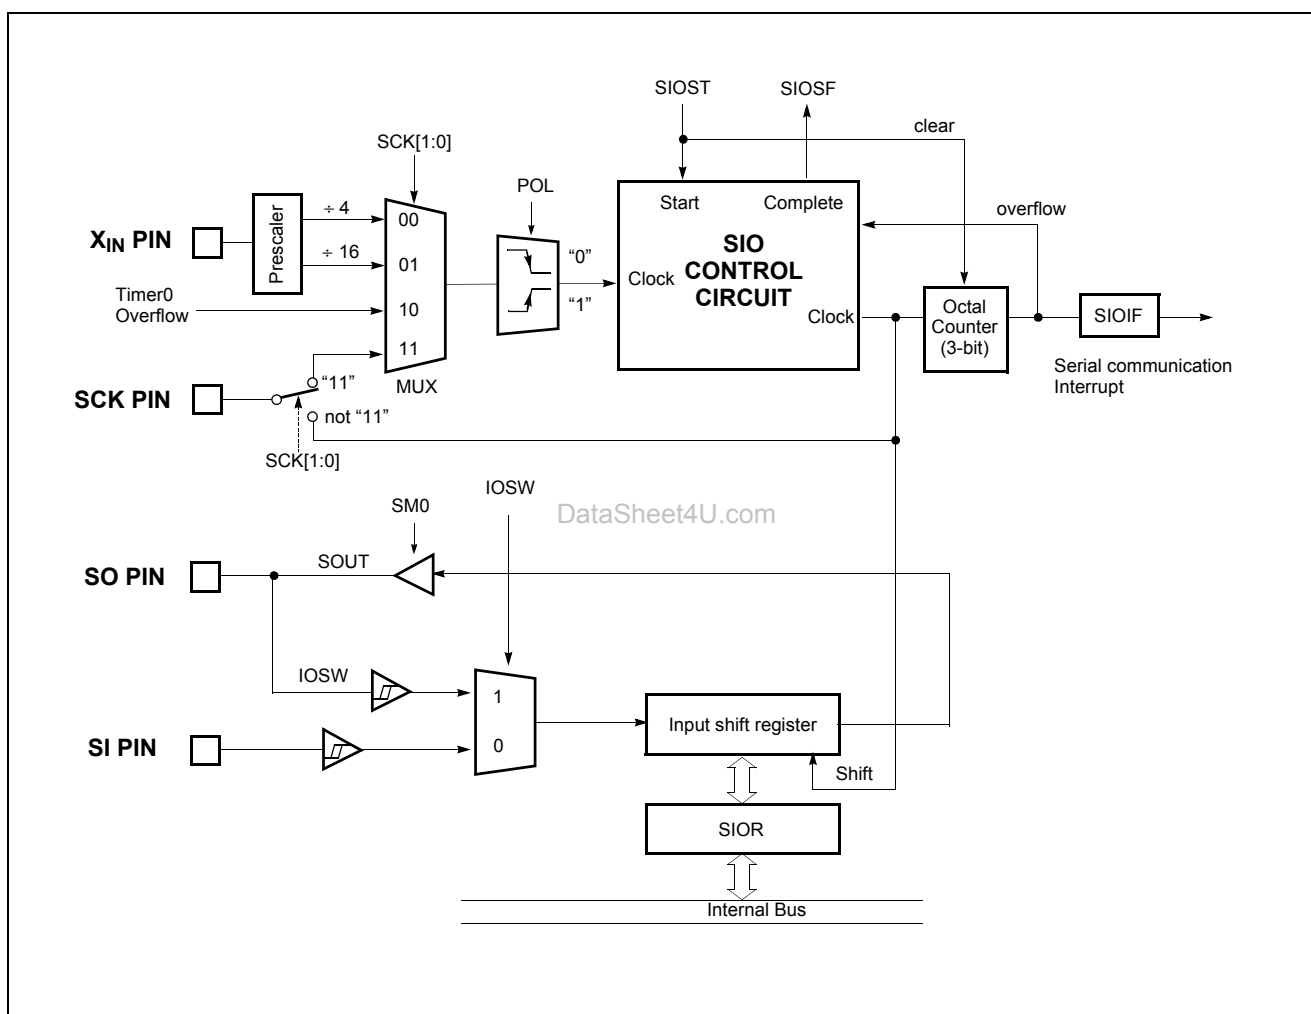 SIOST
SIOSF
clear
SCK[1:0]
POL
Start
Complete
overflow
÷ 4
00
XIN PIN
Prescaler
SIO
CONTROL
CIRCUIT
“0”
÷ 16
01
Clock
“1”
Timer0
Overflow
10
Clock
Octal
Counter
(3-bit)
SIOIF
11
MUX
Serial communication
Interrupt
“11”
SCK PIN
not “11”
SCK[1:0]
IOSW
SM0
DataSheet4U.com
SO PIN
SOUT
IOSW
1
Input shift register
SI PIN
0
Shift
SIOR
Internal Bus